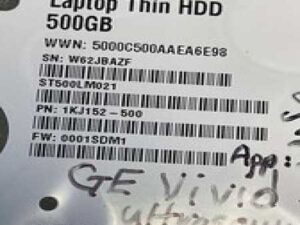 Laptop Thin HDD
500GB
WWN: 5000C500AAEA6E98
SN: W62JBAZF
ST500LM021
PN: 1KJ152-500
FW: 0001SDM1
App:
GE Vivid